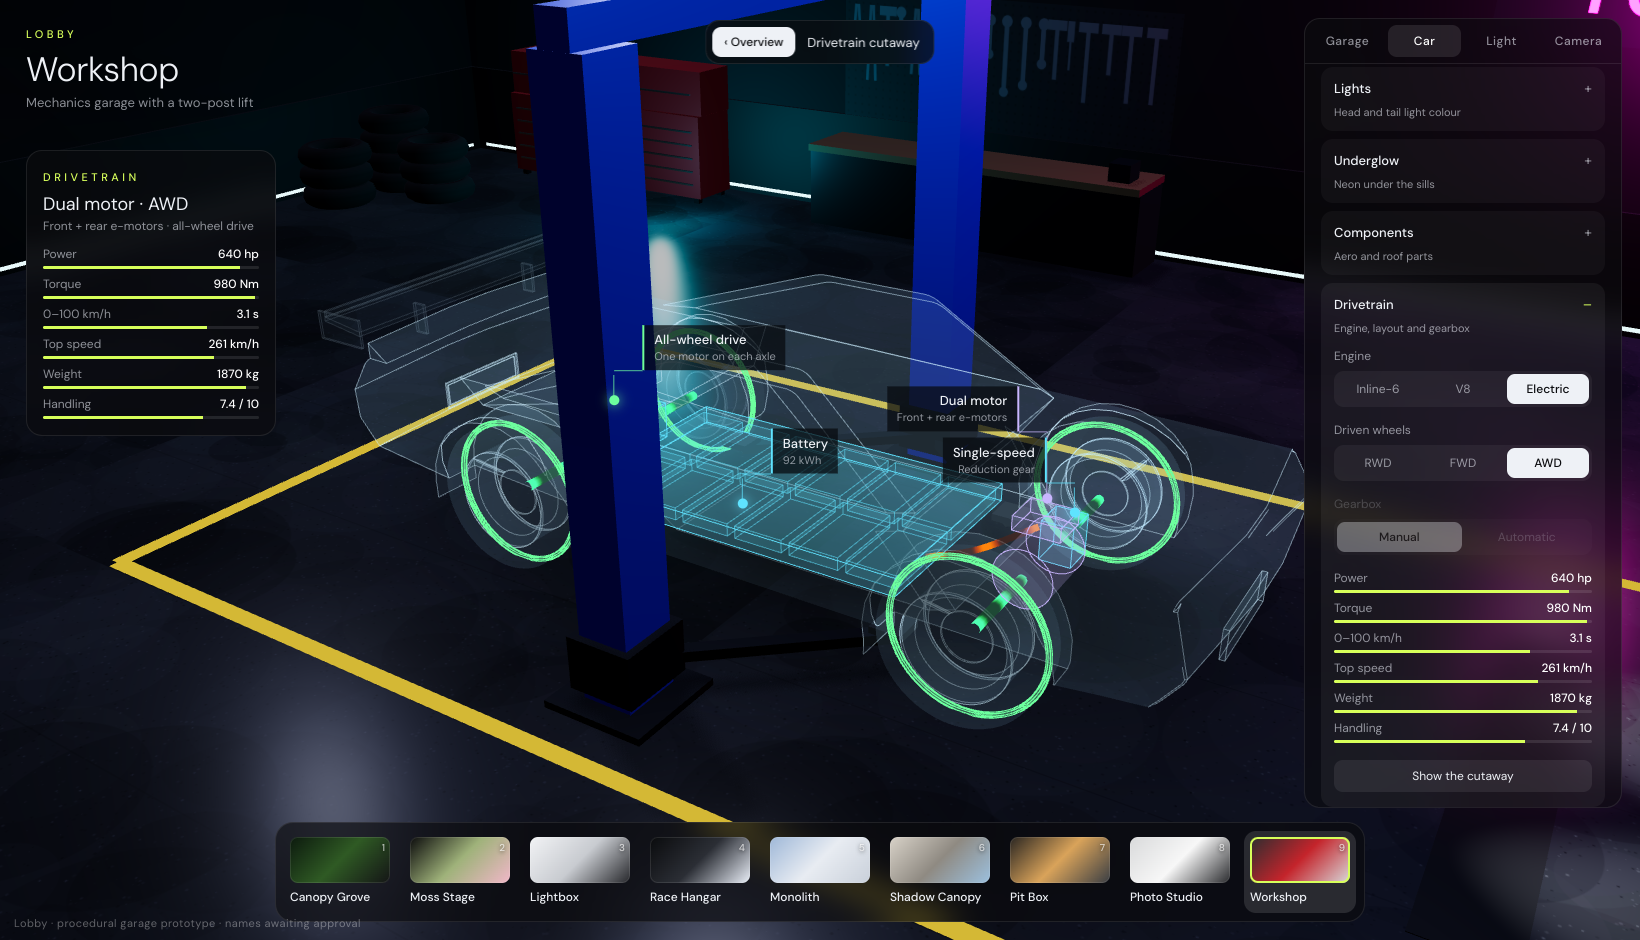 LOBBY
Workshop
Mechanics garage with a two-post lift
DRIVETRAIN
Dual motor · AWD
Front + rear e-motors · all-wheel drive
Power 640 hp
Torque 980 Nm
0–100 km/h 3.1 s
Top speed 261 km/h
Weight 1870 kg
Handling 7.4 / 10
‹ Overview Drivetrain cutaway
All-wheel drive
One motor on each axle
Dual motor
Front + rear e-motors
Battery
92 kWh
Single-speed
Reduction gear
Garage Car Light Camera
Lights +
Head and tail light colour
Underglow +
Neon under the sills
Components +
Aero and roof parts
Drivetrain –
Engine, layout and gearbox
Engine
Inline-6 V8 Electric
Driven wheels
RWD FWD AWD
Gearbox
Manual Automatic
Power 640 hp
Torque 980 Nm
0–100 km/h 3.1 s
Top speed 261 km/h
Weight 1870 kg
Handling 7.4 / 10
Show the cutaway
1 2 3 4 5 6 7 8 9
Canopy Grove Moss Stage Lightbox Race Hangar Monolith Shadow Canopy Pit Box Photo Studio Workshop
Lobby · procedural garage prototype · names awaiting approval